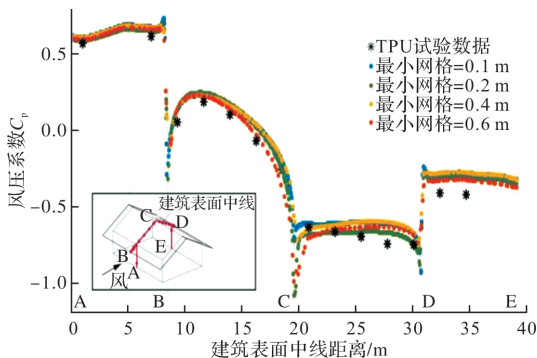 TPU试验数据
最小网格=0.1 m
最小网格=0.2 m
最小网格=0.4 m
最小网格=0.6 m
风压系数Cp
0.5
0.0
−0.5
−1.0
建筑表面中线
C
D
E
B
A
风
A
B
C
D
E
0
5
10
15
20
25
30
35
40
建筑表面中线距离/m